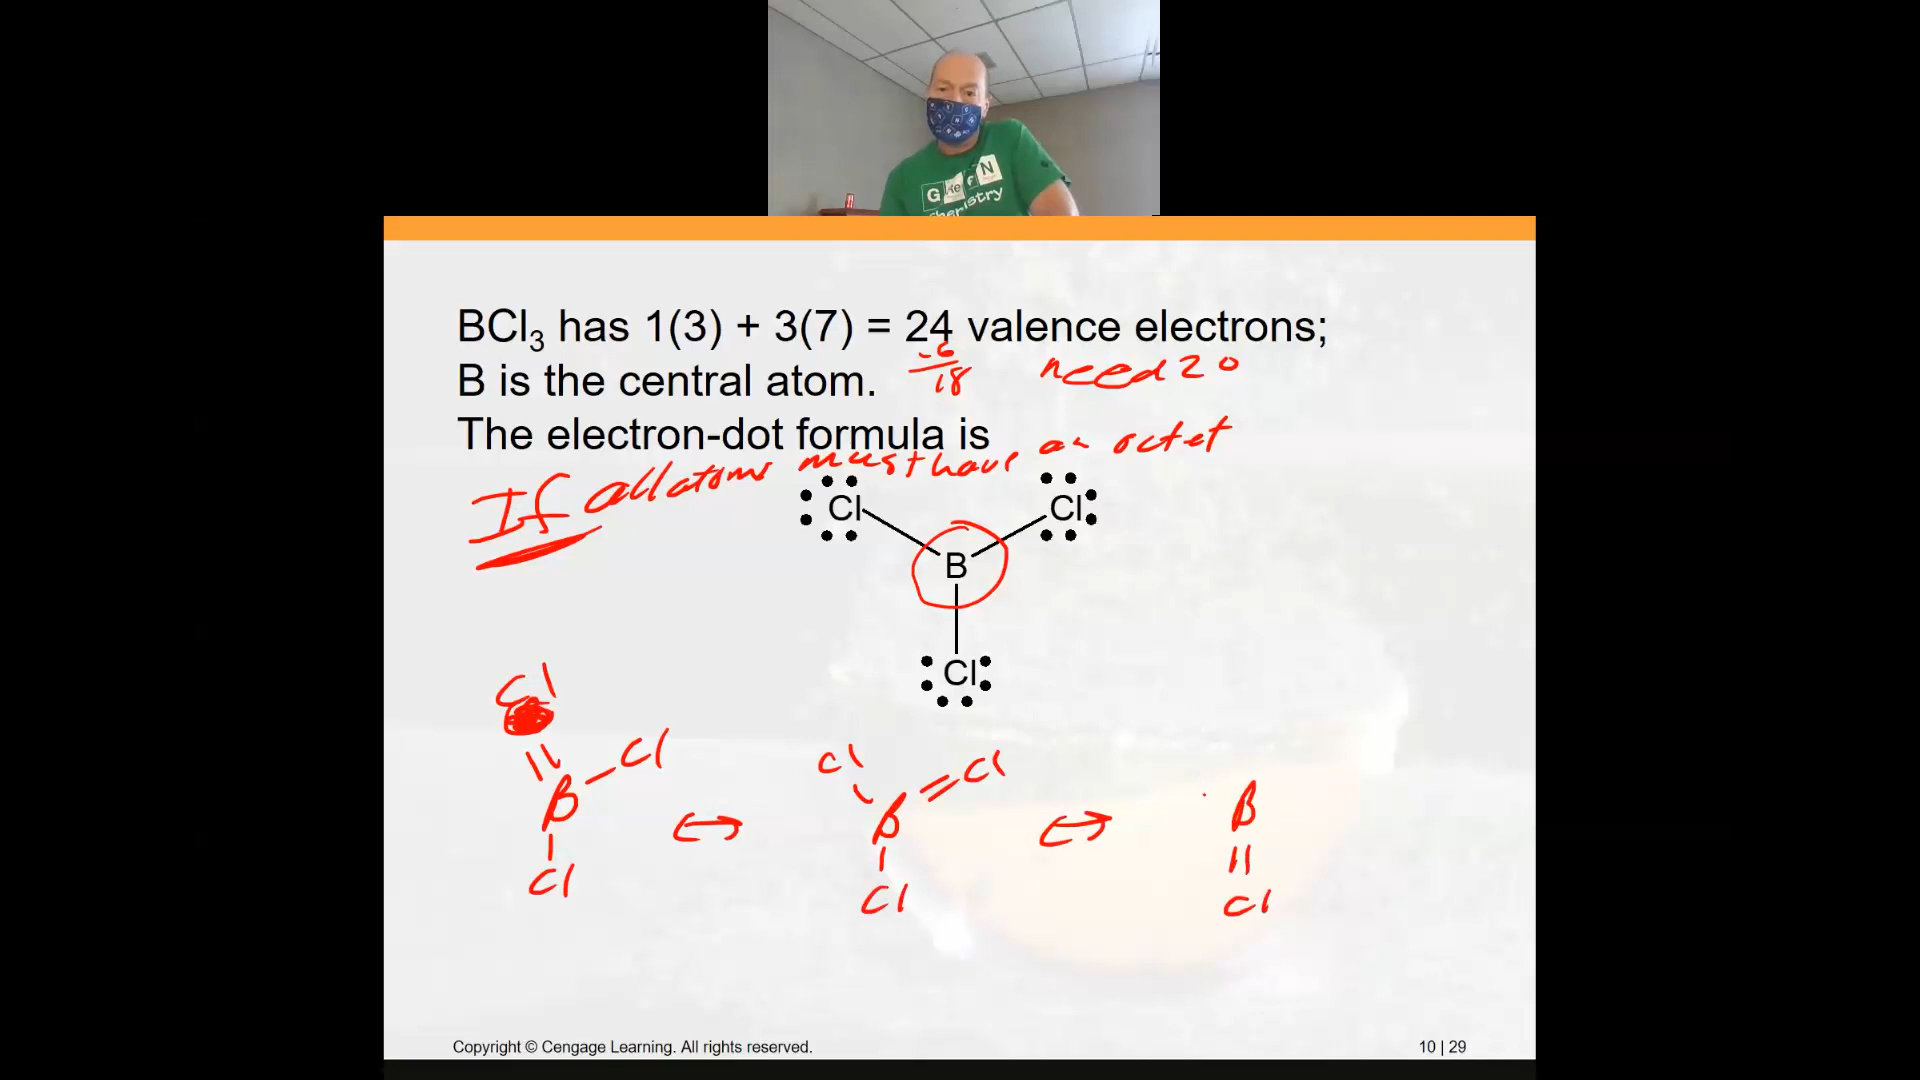 G He f N
Chemistry
BCl3 has 1(3) + 3(7) = 24 valence electrons;
-6
18
need 20
B is the central atom.
The electron-dot formula is
If all atoms must have an octet
Cl Cl
B
Cl
Cl
Cl
B
Cl
↔
Cl
Cl
B
Cl
↔
B
Cl
Copyright © Cengage Learning. All rights reserved.
10 | 29